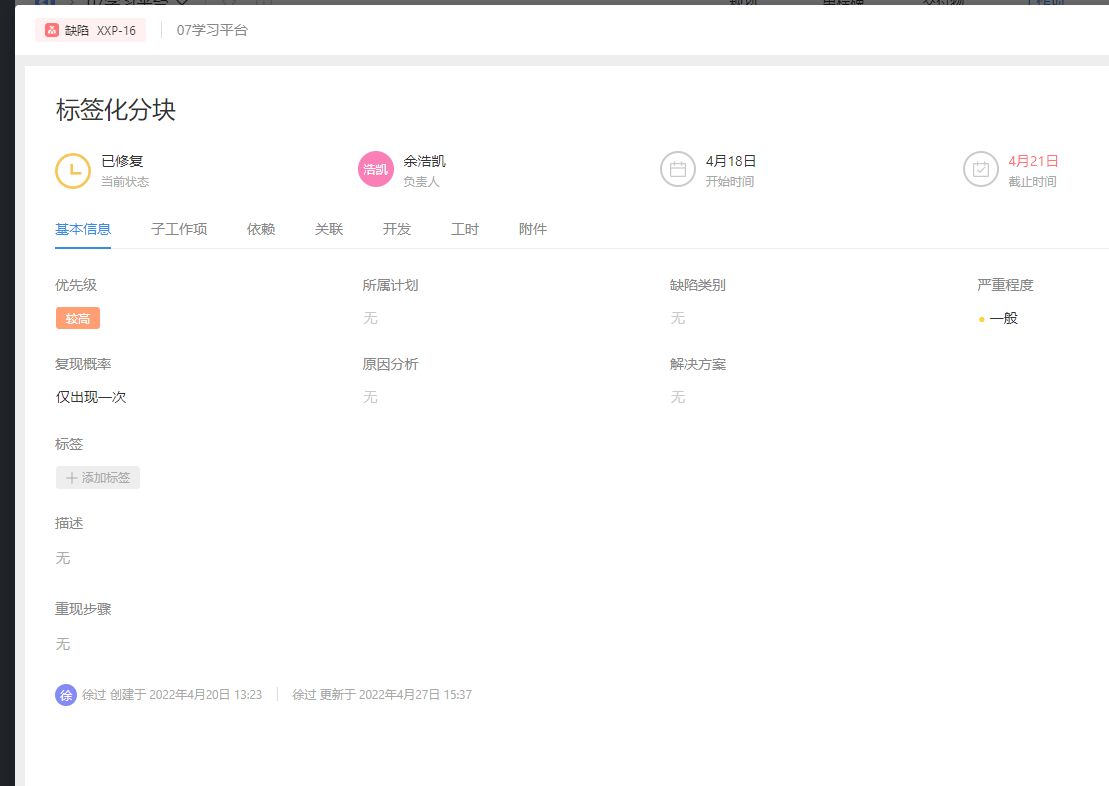 缺陷 XXP-16 07学习平台
标签化分块
已修复
当前状态
浩凯
余浩凯
负责人
4月18日
开始时间
4月21日
截止时间
基本信息 子工作项 依赖 关联 开发 工时 附件
优先级 所属计划 缺陷类别 严重程度
较高 无 无 一般
复现概率 原因分析 解决方案
仅出现一次 无 无
标签
添加标签
描述
无
重现步骤
无
徐 徐过 创建于 2022年4月20日 13:23 徐过 更新于 2022年4月27日 15:37